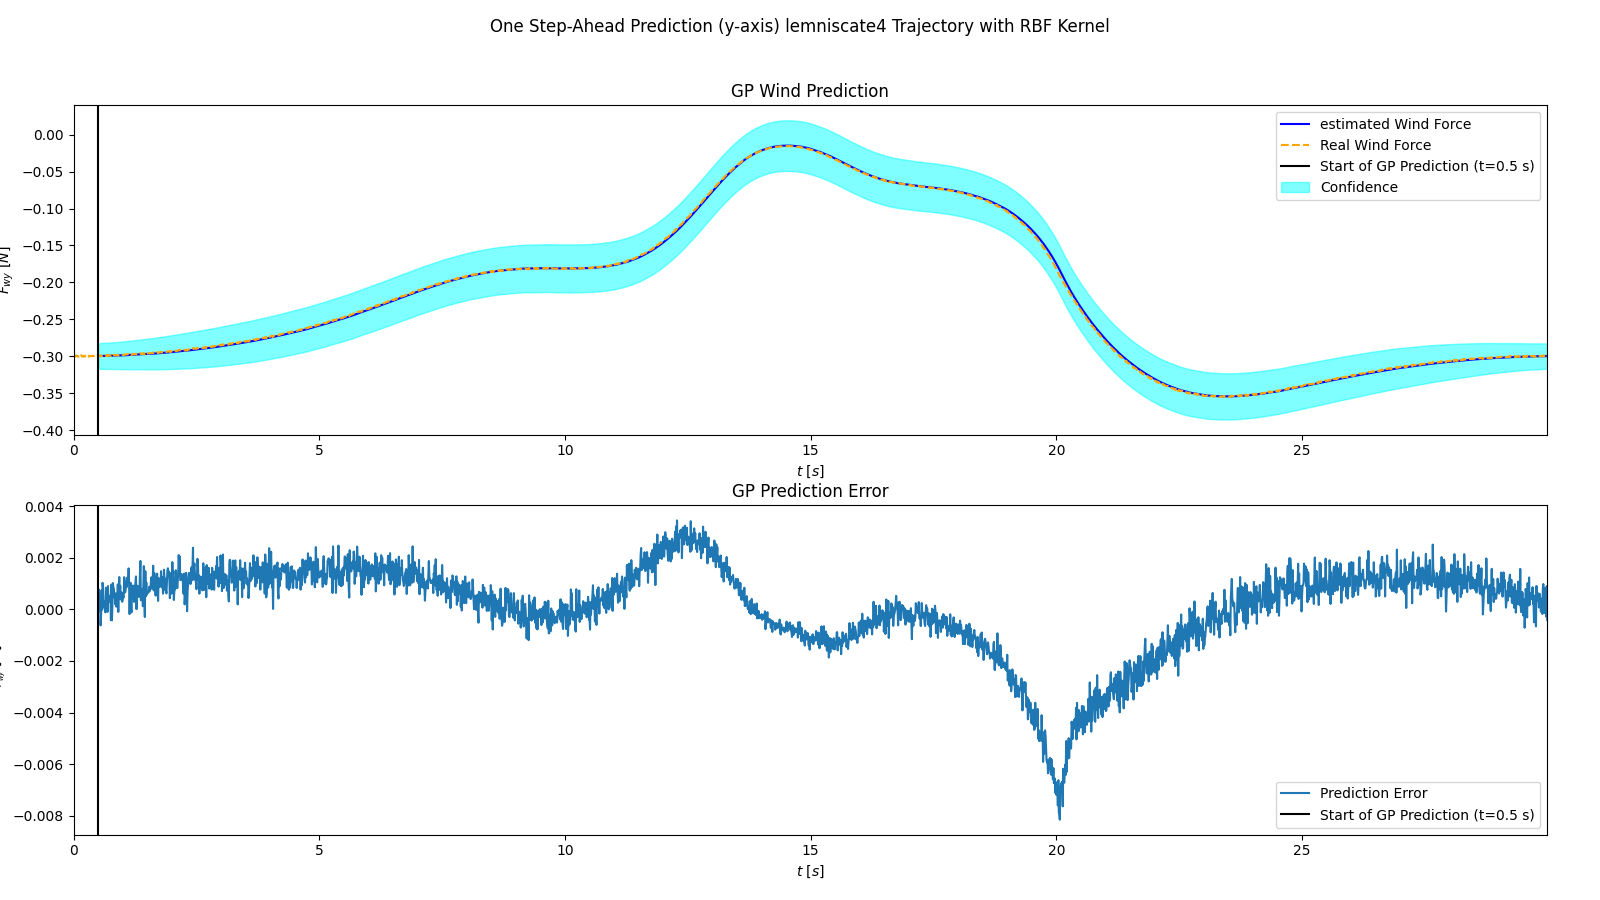 One Step-Ahead Prediction (y-axis) lemniscate4 Trajectory with RBF Kernel
GP Wind Prediction
0.00
−0.05
−0.10
−0.15
−0.20
−0.25
−0.30
−0.35
−0.40
estimated Wind Force
Real Wind Force
Start of GP Prediction (t=0.5 s)
Confidence
0 5 10 15 20 25
t [s]
GP Prediction Error
0.004
0.002
0.000
−0.002
−0.004
−0.006
−0.008
Prediction Error
Start of GP Prediction (t=0.5 s)
0 5 10 15 20 25
t [s]